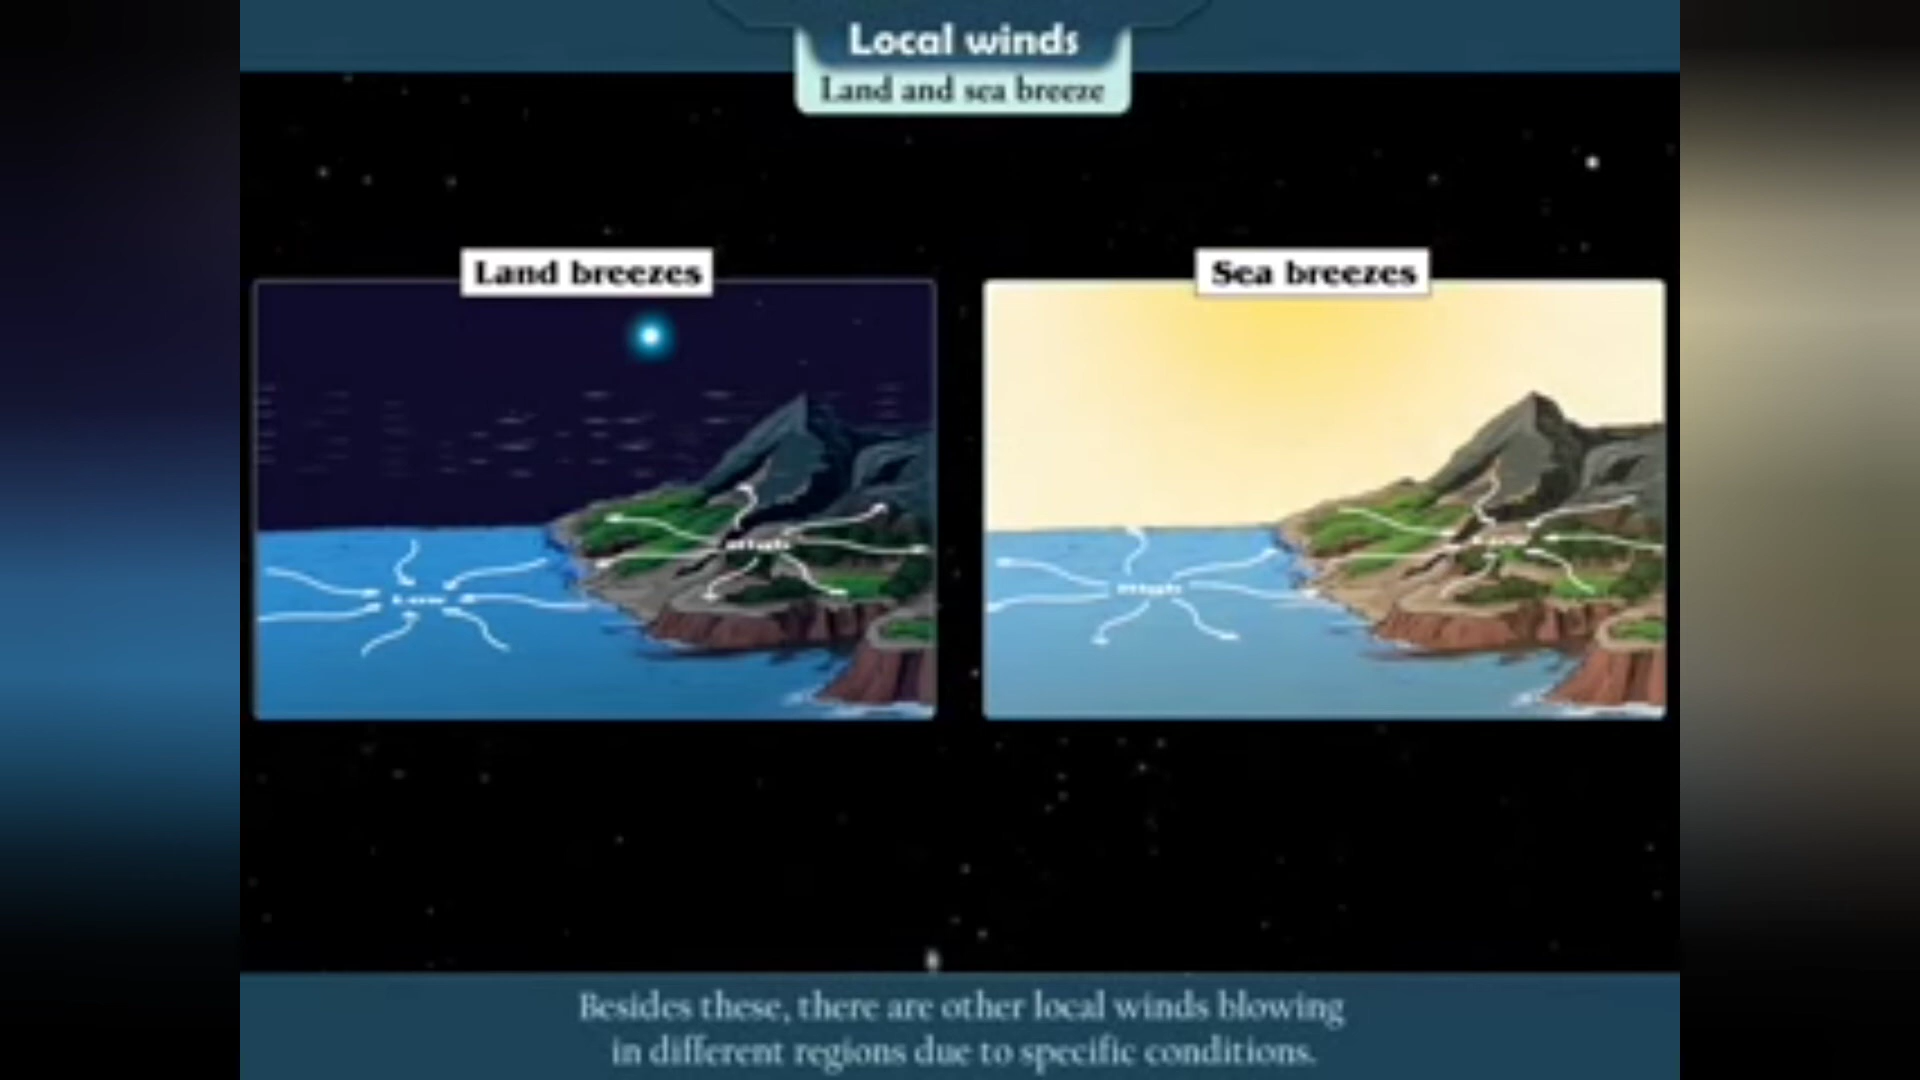 Local winds
Land and sea breeze
Land breezes
Sea breezes
Besides these, there are other local winds blowing
in different regions due to specific conditions.